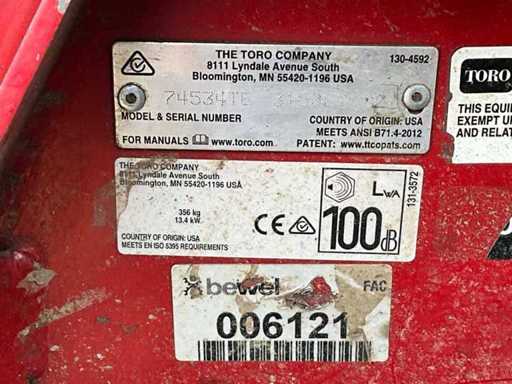 THE TORO COMPANY
8111 Lyndale Avenue South
Bloomington, MN 55420-1196 USA
130-4592
74534TE
MODEL & SERIAL NUMBER
COUNTRY OF ORIGIN: USA
MEETS ANSI B71.4-2012
FOR MANUALS www.toro.com
PATENT: www.ttcopats.com
TORO
THIS EQUI
EXEMPT
AND RELAT
THE TORO COMPANY
8111 Lyndale Avenue South
Bloomington, MN 55420-1196 USA
356 kg
13.4 kW.
COUNTRY OF ORIGIN: USA
MEETS EN ISO 5395 REQUIREMENTS
CE
LWA
100dB
131-3572
bewel
FAC
006121